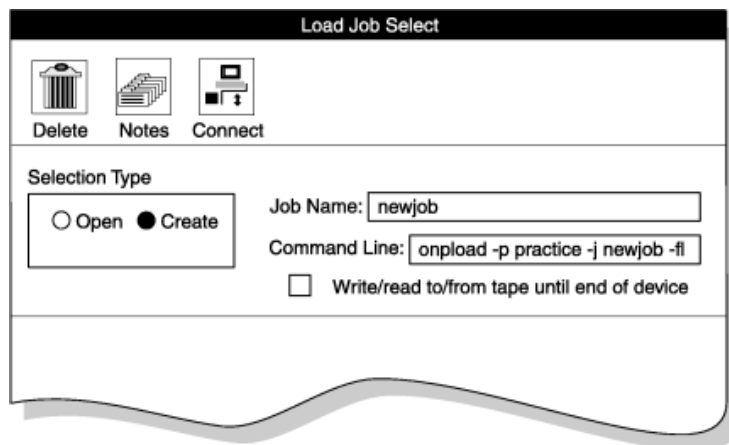 Load Job Select
Delete Notes Connect
Selection Type
Open Create
Job Name: newjob
Command Line: onpload -p practice -j newjob -fl
Write/read to/from tape until end of device